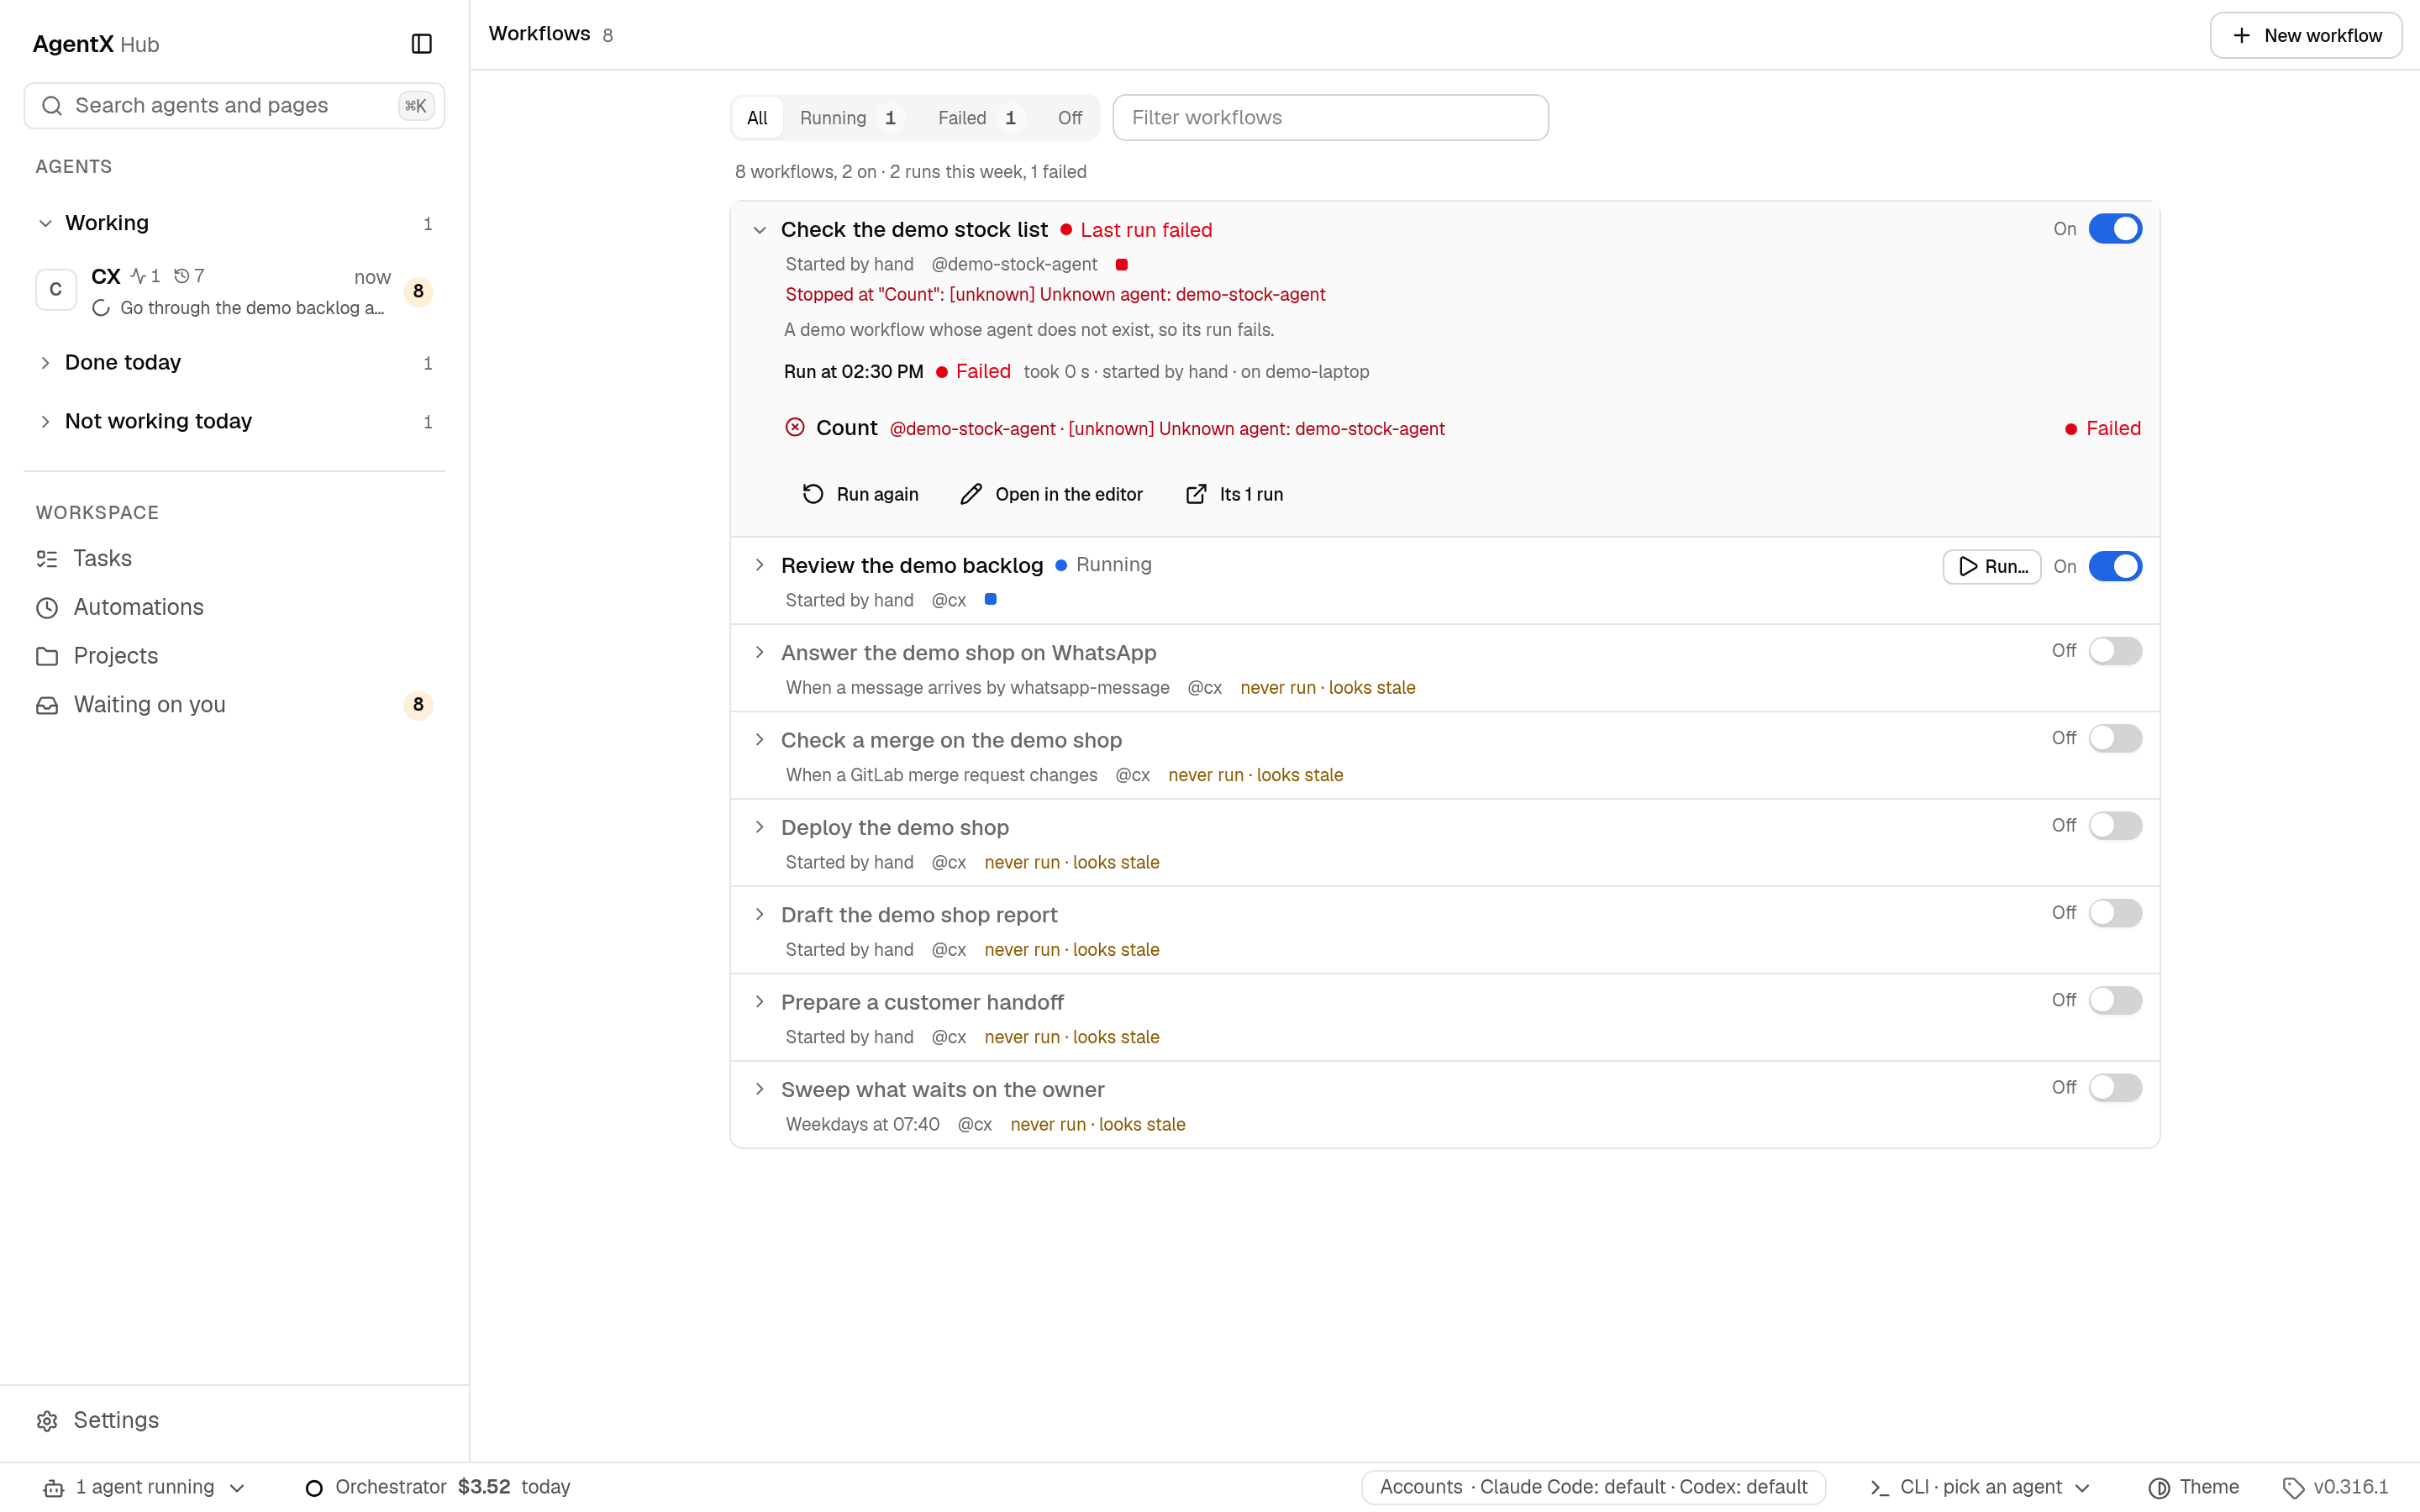 AgentX Hub
Search agents and pages ⌘K
AGENTS
Working 1
C CX 1 7 now 8
Go through the demo backlog a...
Done today 1
Not working today 1
WORKSPACE
Tasks
Automations
Projects
Waiting on you 8
Settings
Workflows 8
New workflow
All Running 1 Failed 1 Off Filter workflows
8 workflows, 2 on · 2 runs this week, 1 failed
Check the demo stock list Last run failed On
Started by hand @demo-stock-agent
Stopped at "Count": [unknown] Unknown agent: demo-stock-agent
A demo workflow whose agent does not exist, so its run fails.
Run at 02:30 PM Failed took 0 s · started by hand · on demo-laptop
Count @demo-stock-agent · [unknown] Unknown agent: demo-stock-agent Failed
Run again Open in the editor Its 1 run
Review the demo backlog Running Run... On
Started by hand @cx
Answer the demo shop on WhatsApp Off
When a message arrives by whatsapp-message @cx never run · looks stale
Check a merge on the demo shop Off
When a GitLab merge request changes @cx never run · looks stale
Deploy the demo shop Off
Started by hand @cx never run · looks stale
Draft the demo shop report Off
Started by hand @cx never run · looks stale
Prepare a customer handoff Off
Started by hand @cx never run · looks stale
Sweep what waits on the owner Off
Weekdays at 07:40 @cx never run · looks stale
1 agent running Orchestrator $3.52 today Accounts · Claude Code: default · Codex: default CLI · pick an agent Theme v0.316.1